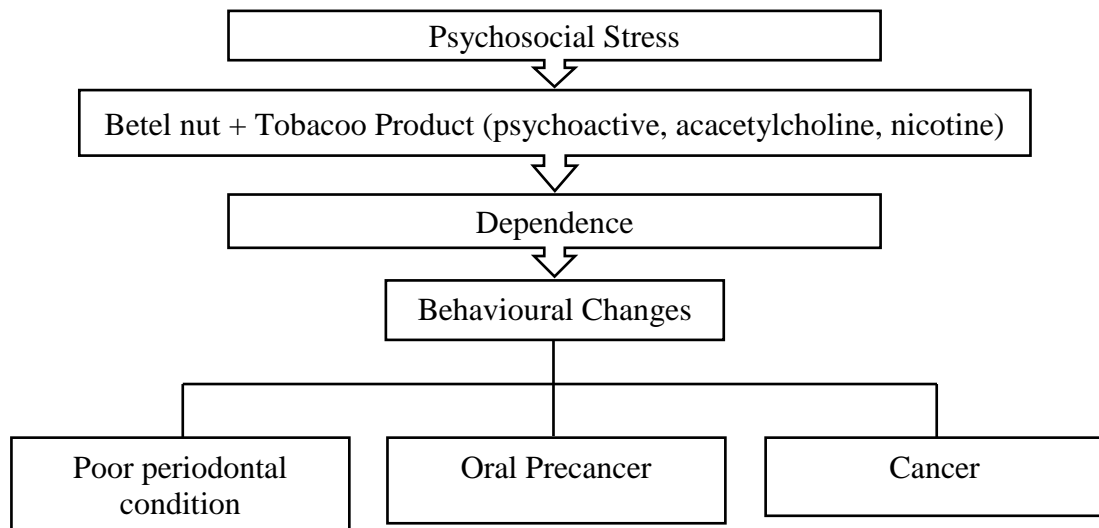 Psychosocial Stress
Betel nut + Tobacoo Product (psychoactive, acacetylcholine, nicotine)
Dependence
Behavioural Changes
Poor periodontal
condition
Oral Precancer
Cancer